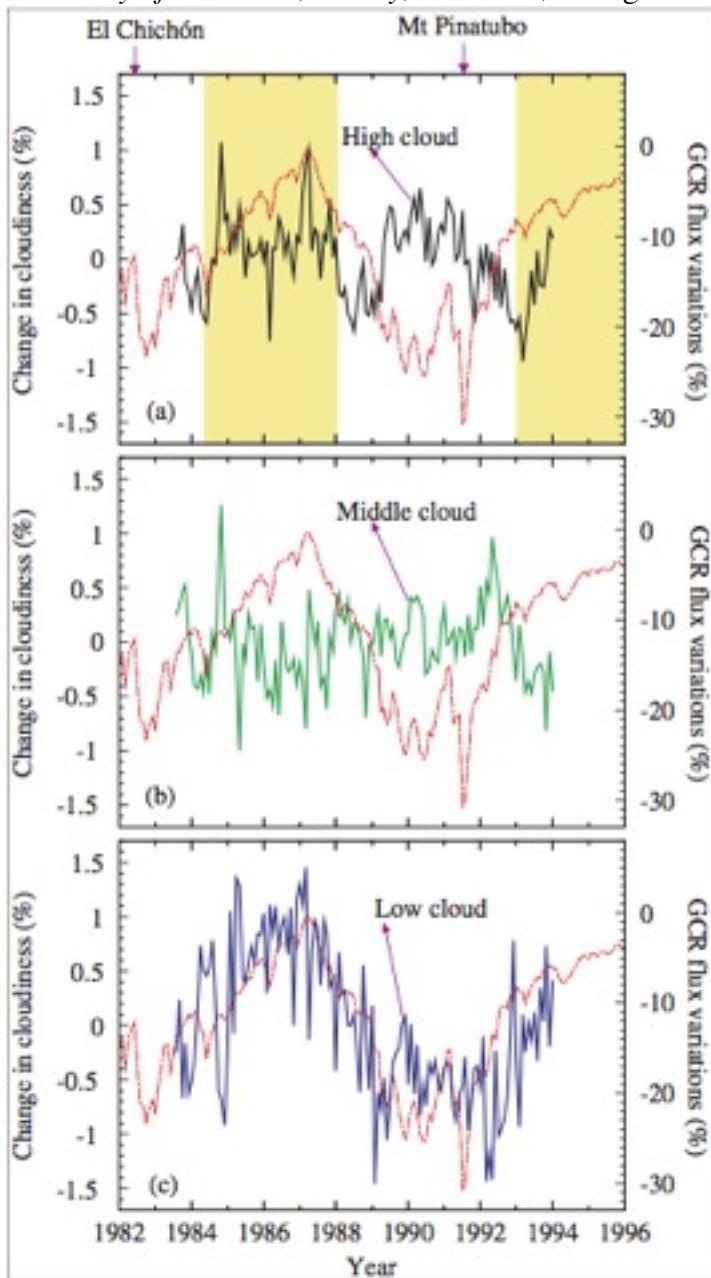 El Chichón Mt Pinatubo
High cloud
Change in cloudiness (%)
1.5
1
0.5
0
-0.5
-1
-1.5
GCR flux variations (%)
0
-10
-20
-30
(a)
Middle cloud
Change in cloudiness (%)
1.5
1
0.5
0
-0.5
-1
-1.5
GCR flux variations (%)
0
-10
-20
-30
(b)
Low cloud
Change in cloudiness (%)
1.5
1
0.5
0
-0.5
-1
-1.5
GCR flux variations (%)
0
-10
-20
-30
(c)
1982 1984 1986 1988 1990 1992 1994 1996
Year